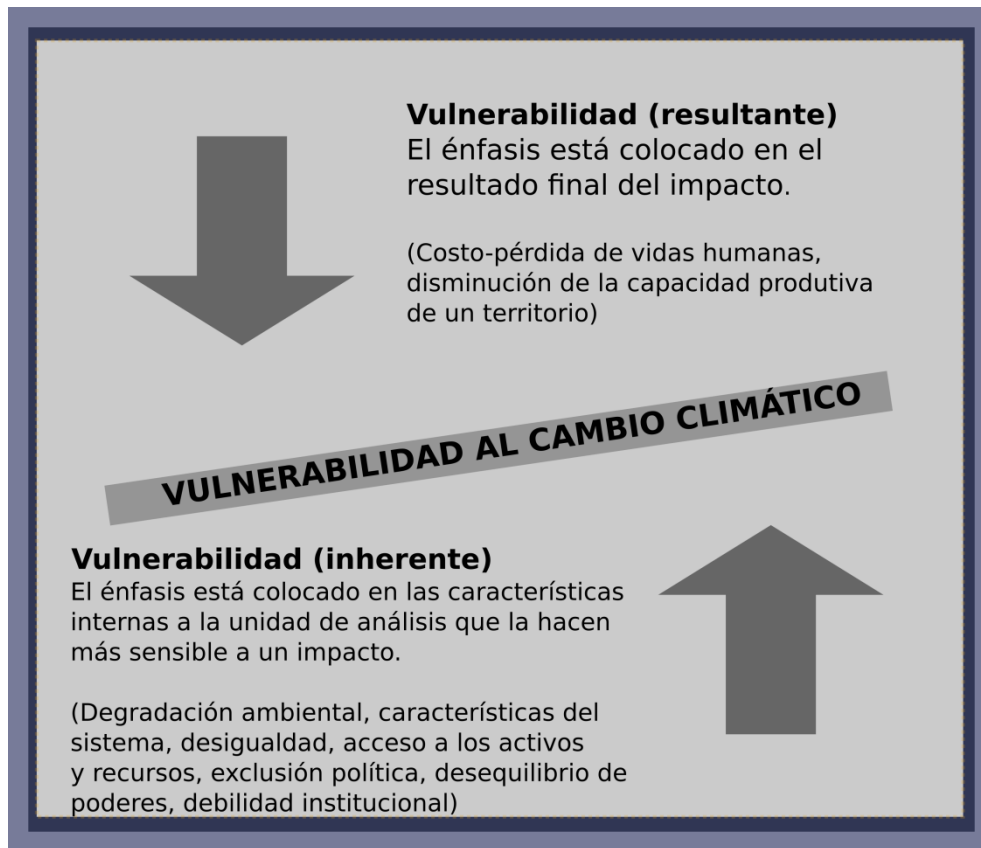 Vulnerabilidad (resultante)
El énfasis está colocado en el
resultado final del impacto.
(Costo-pérdida de vidas humanas,
disminución de la capacidad produtiva
de un territorio)
VULNERABILIDAD AL CAMBIO CLIMÁTICO
Vulnerabilidad (inherente)
El énfasis está colocado en las características
internas a la unidad de análisis que la hacen
más sensible a un impacto.
(Degradación ambiental, características del
sistema, desigualdad, acceso a los activos
y recursos, exclusión política, desequilibrio de
poderes, debilidad institucional)